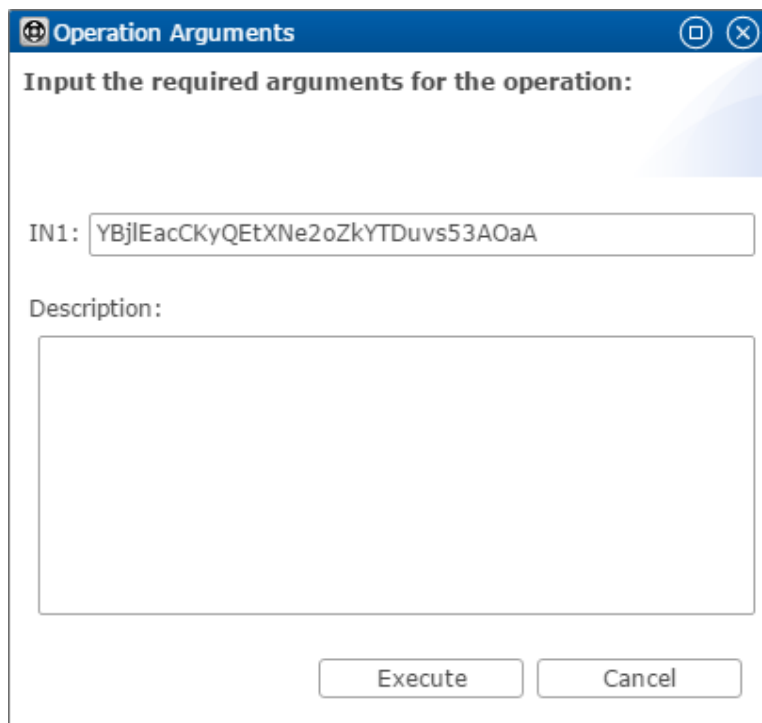 Operation Arguments
Input the required arguments for the operation:
IN1: YBjlEacCKyQEtXNe2oZkYTDuvs53AOaA
Description:
Execute Cancel